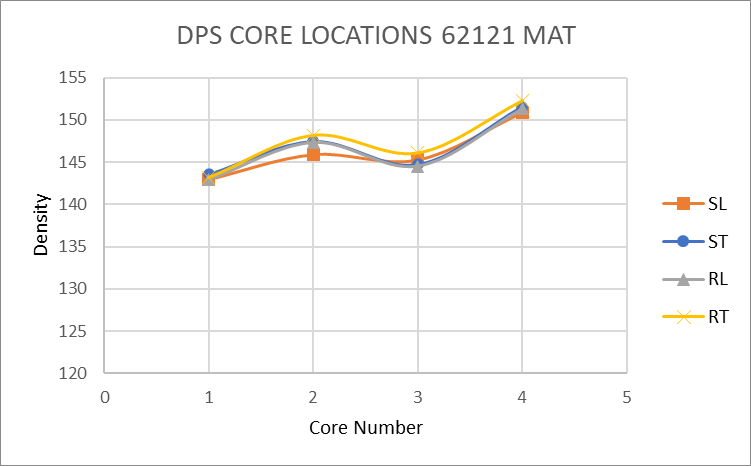 DPS CORE LOCATIONS 62121 MAT
155
150
145
140
135
130
125
120
0 1 2 3 4 5
Density
Core Number
SL
ST
RL
RT